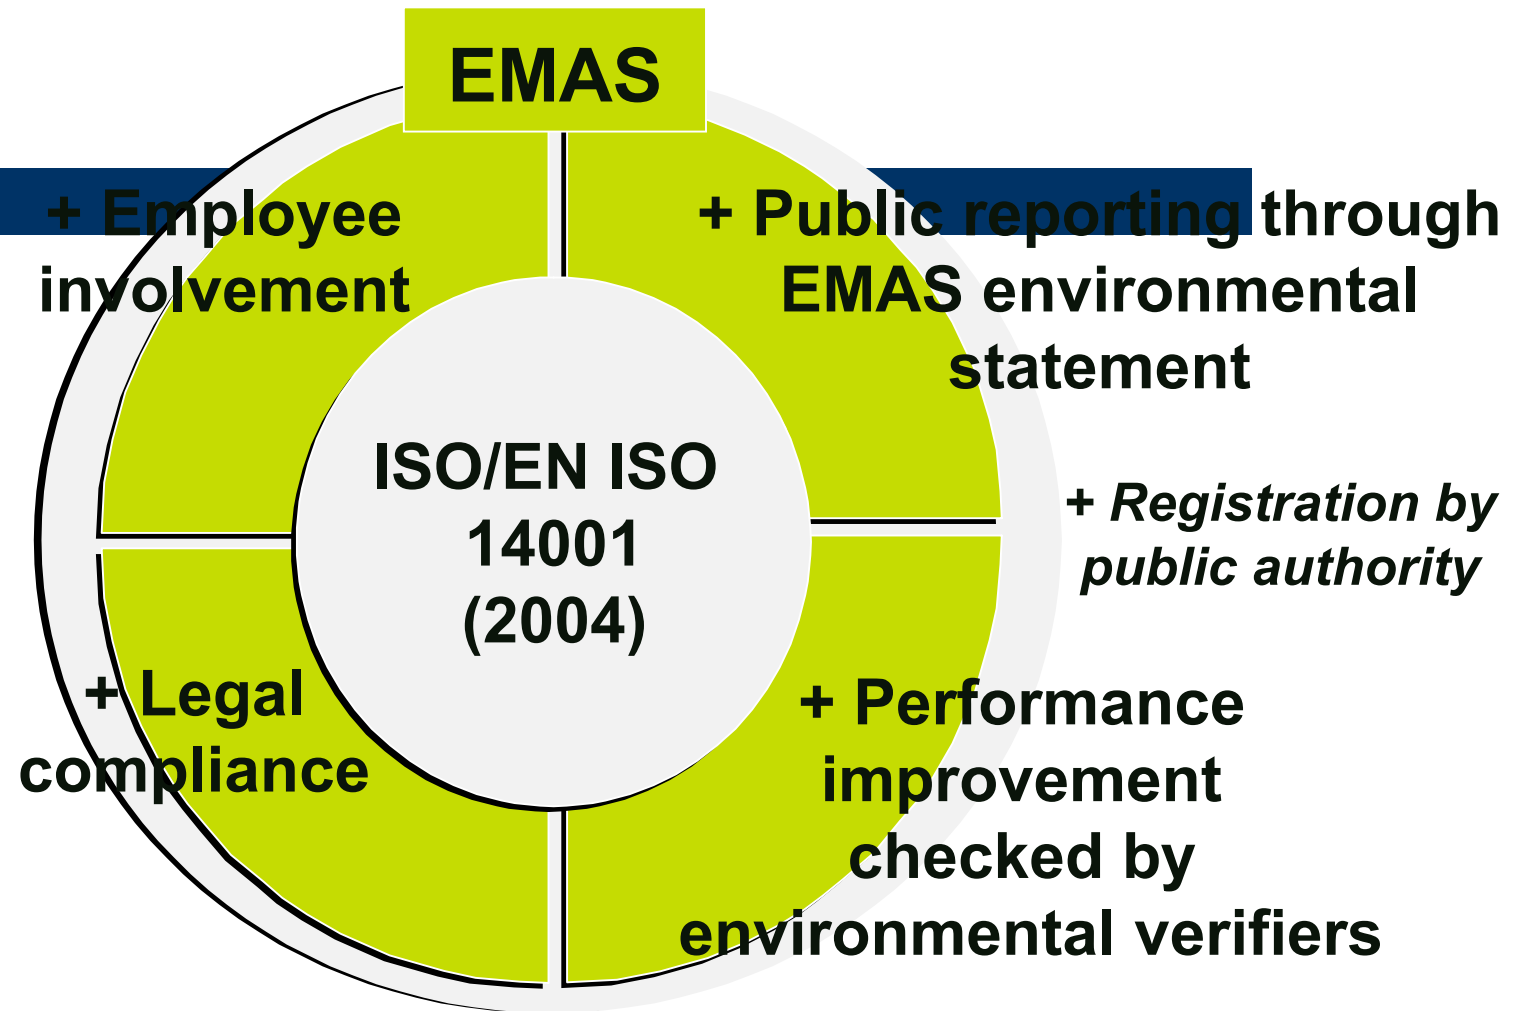 EMAS
+ Employee
involvement
+ Public reporting through
EMAS environmental
statement
ISO/EN ISO
14001
(2004)
+ Registration by
public authority
+ Legal
compliance
+ Performance
improvement
checked by
environmental verifiers